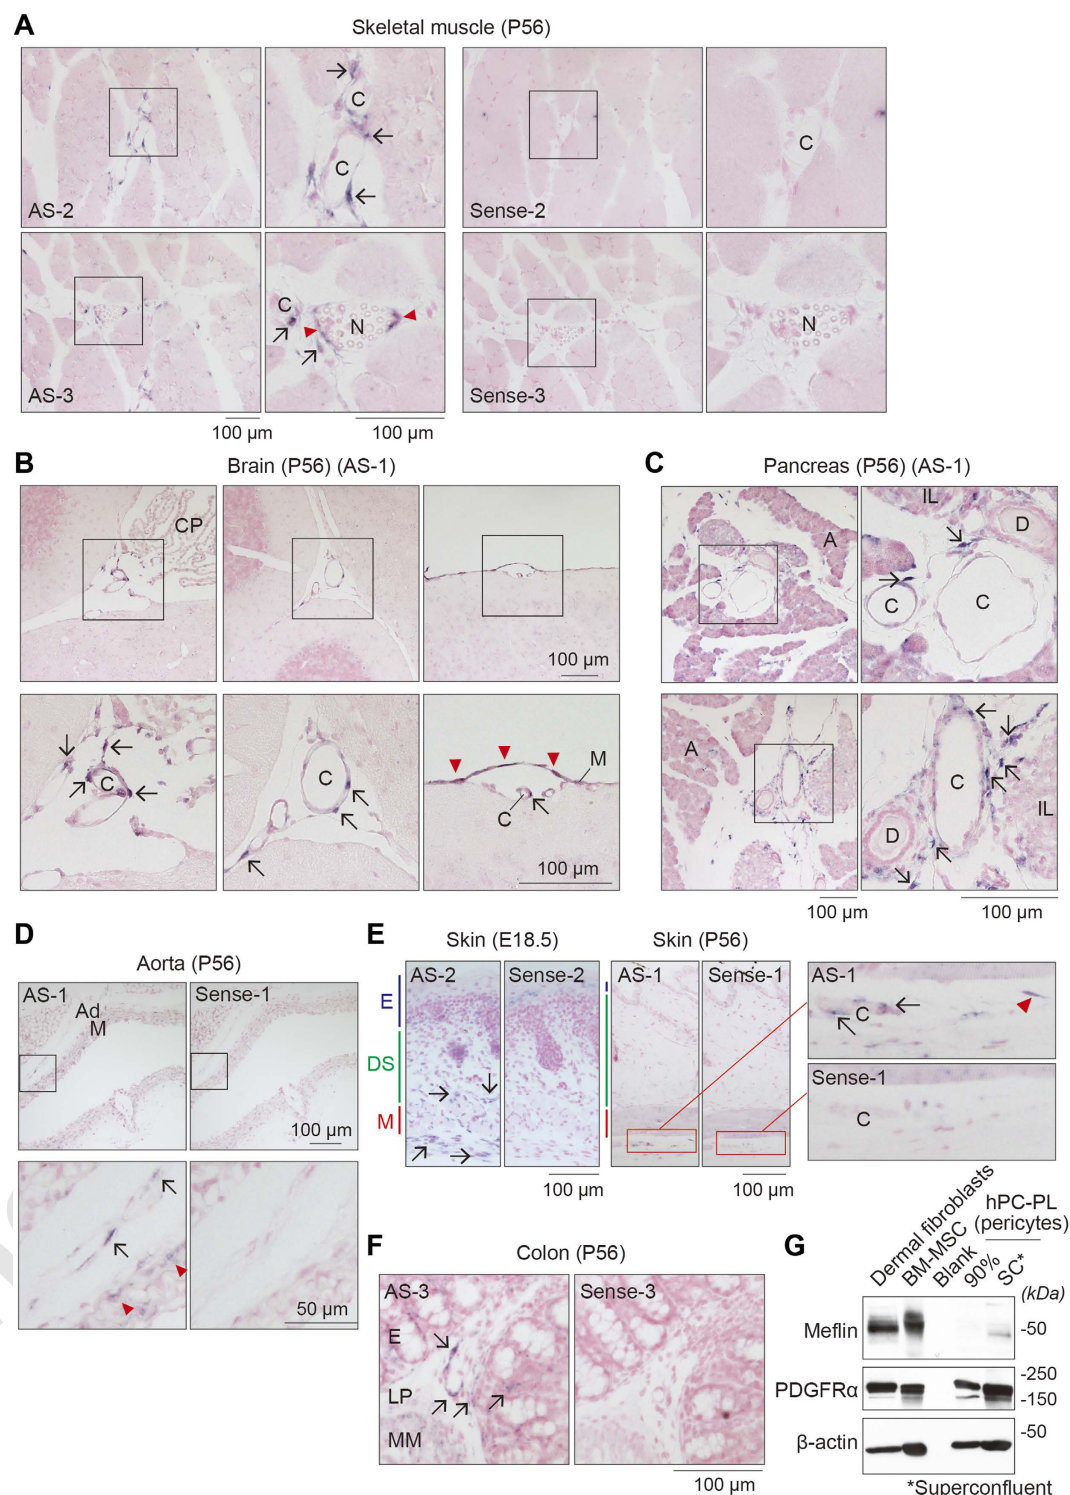 A
Skeletal muscle (P56)
C
C
AS-2
Sense-2
C
C
N
AS-3
Sense-3
N
100 µm
100 µm
B
Brain (P56) (AS-1)
CP
100 µm
C
C
M
C
100 µm
C
Pancreas (P56) (AS-1)
A
IL
D
C
C
A
C
D
IL
100 µm
100 µm
D
Aorta (P56)
AS-1
Ad
M
Sense-1
100 µm
50 µm
E
Skin (E18.5)
Skin (P56)
AS-2
Sense-2
AS-1
Sense-1
E
DS
M
100 µm
100 µm
AS-1
C
Sense-1
C
F
Colon (P56)
AS-3
Sense-3
E
LP
MM
100 µm
G
Dermal fibroblasts
BM-MSC
Blank
hPC-PL
(pericytes)
90%
SC*
(kDa)
Meflin
-50
PDGFRα
-250
-150
β-actin
-50
*Superconfluent